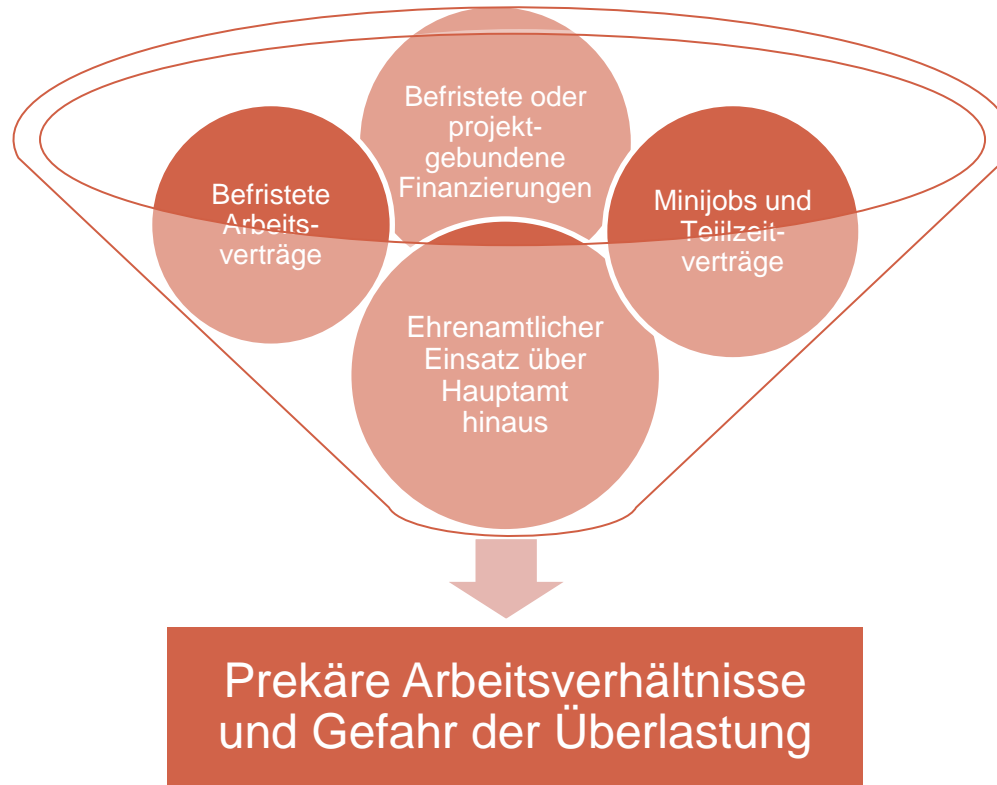 Befristete oder
projekt-
gebundene
Finanzierungen
Befristete
Arbeits-
verträge
Minijobs und
Teiilzeit-
verträge
Ehrenamtlicher
Einsatz über
Hauptamt
hinaus
Prekäre Arbeitsverhältnisse
und Gefahr der Überlastung